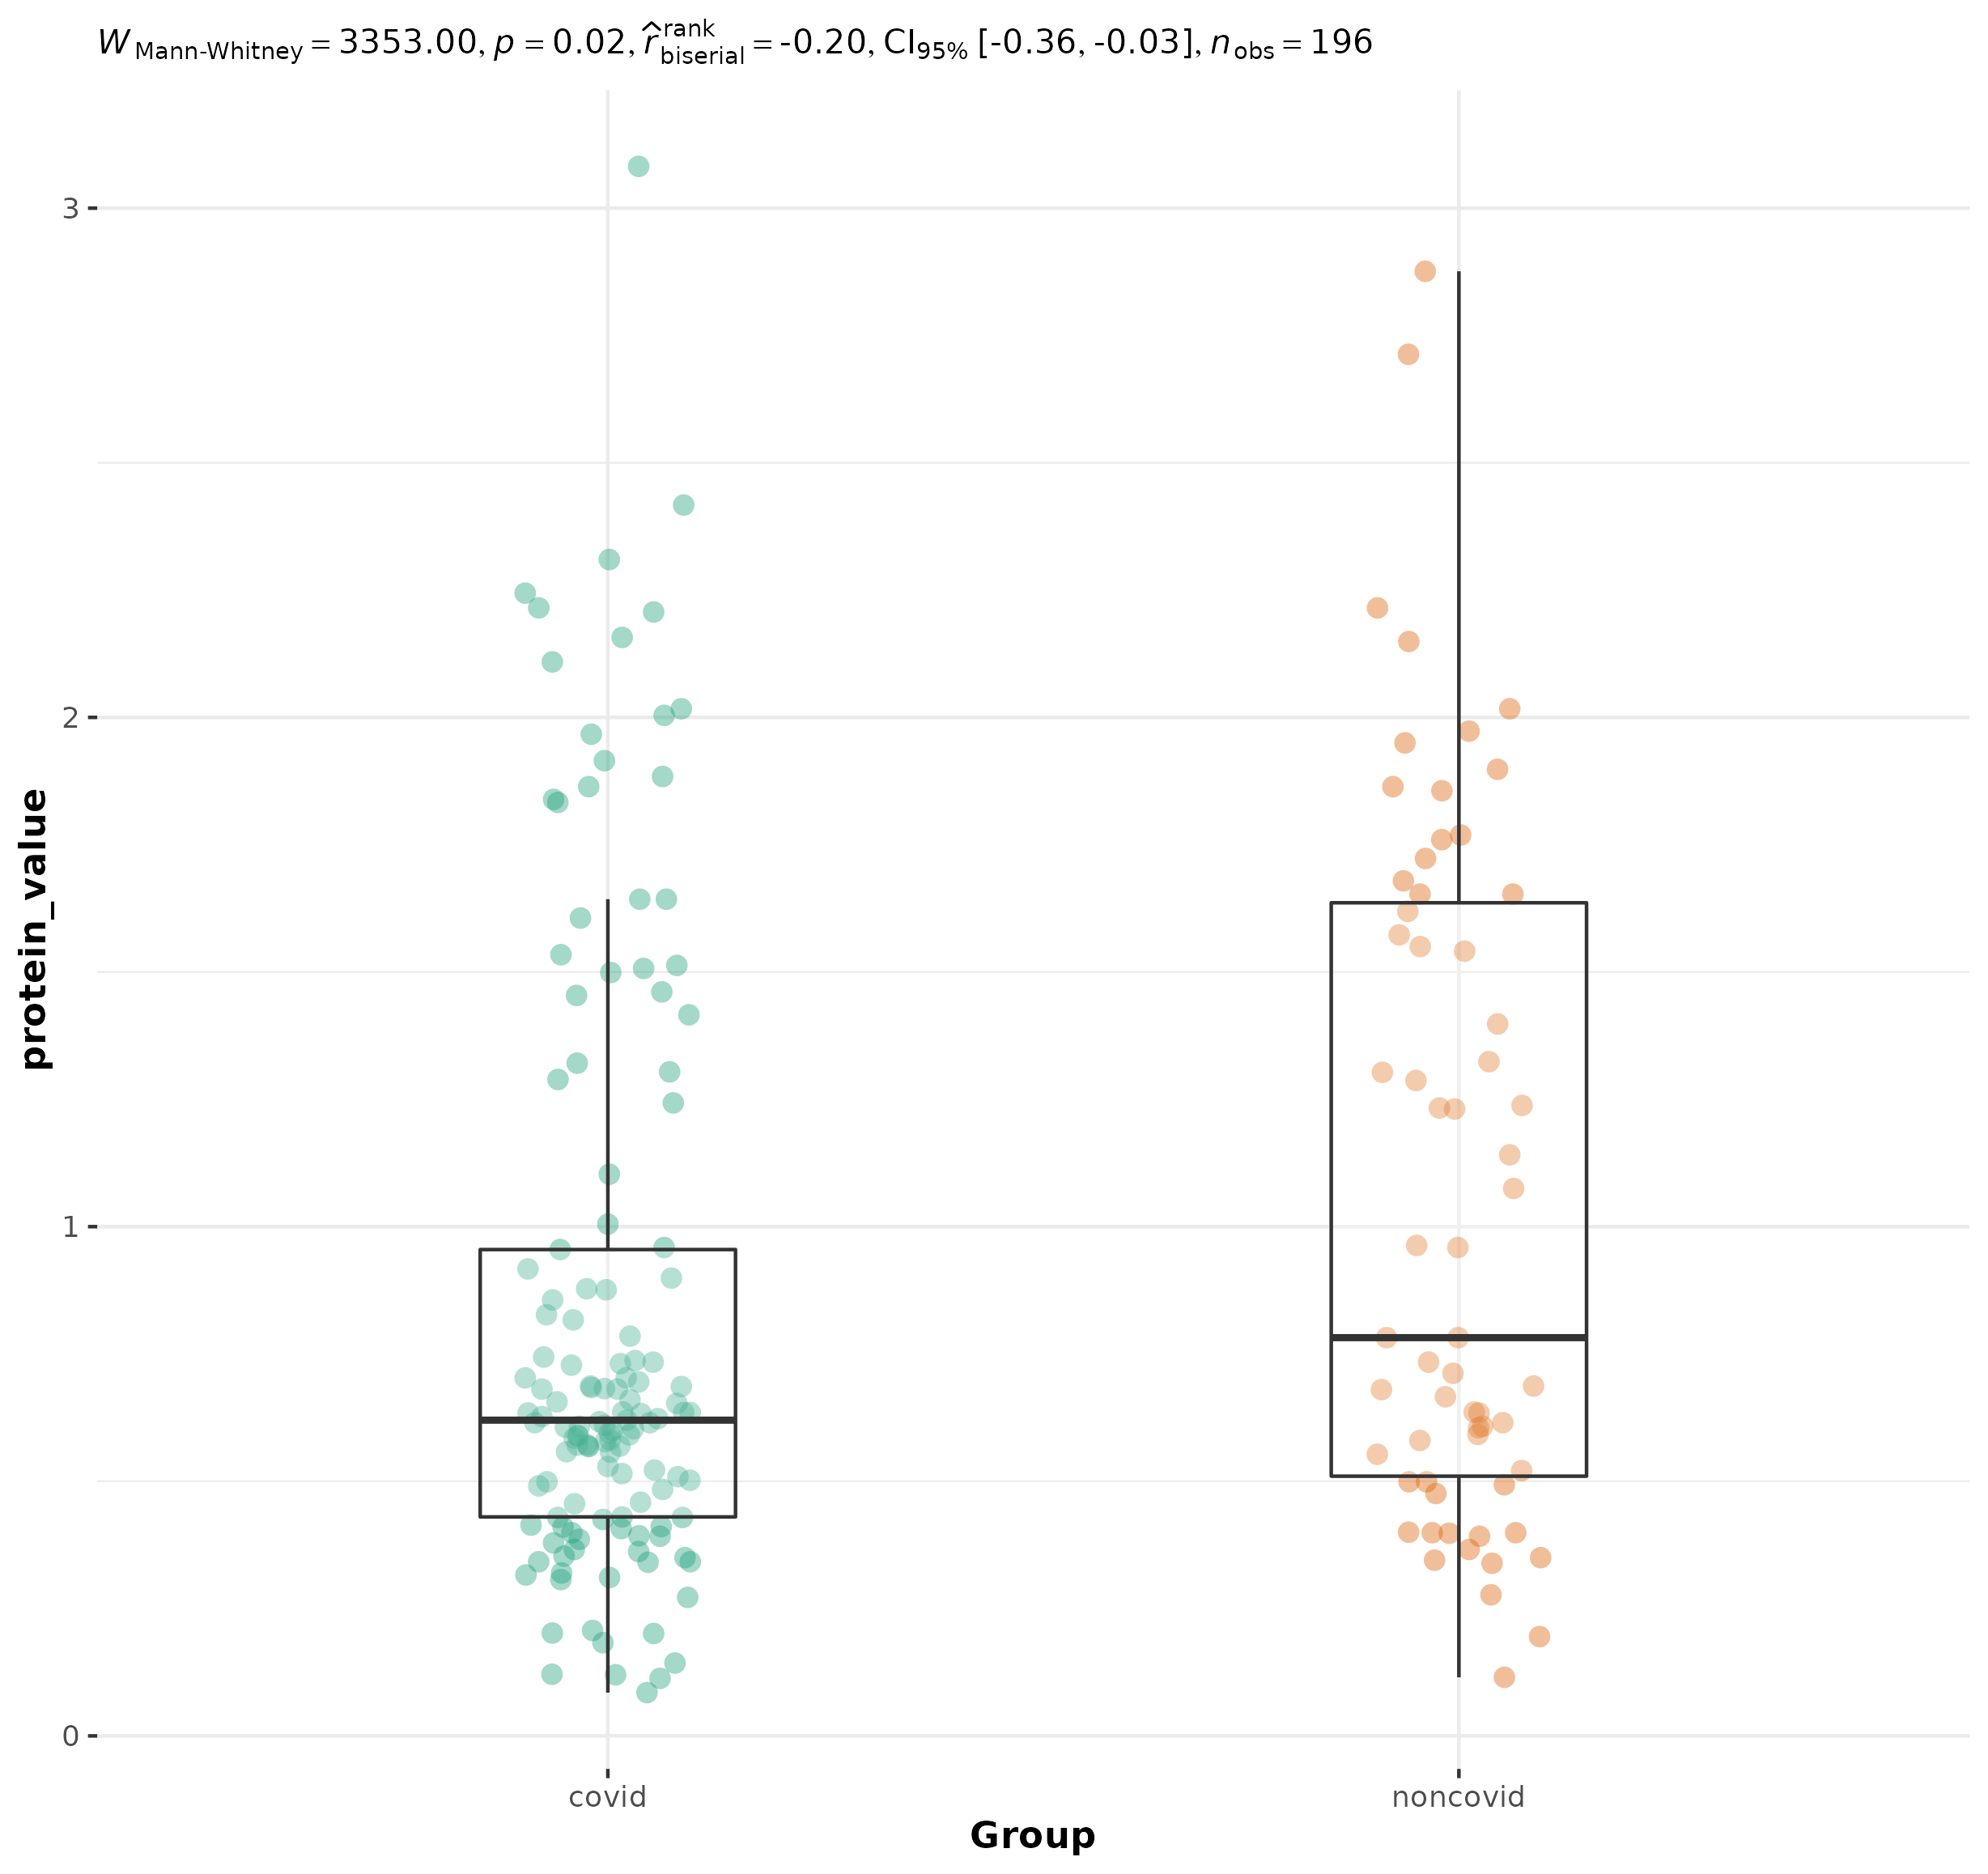 W Mann-Whitney = 3353.00, p = 0.02, r̂ rank biserial = -0.20, CI95% [-0.36, -0.03], nobs = 196
protein_value
3
2
1
0
covid noncovid
Group